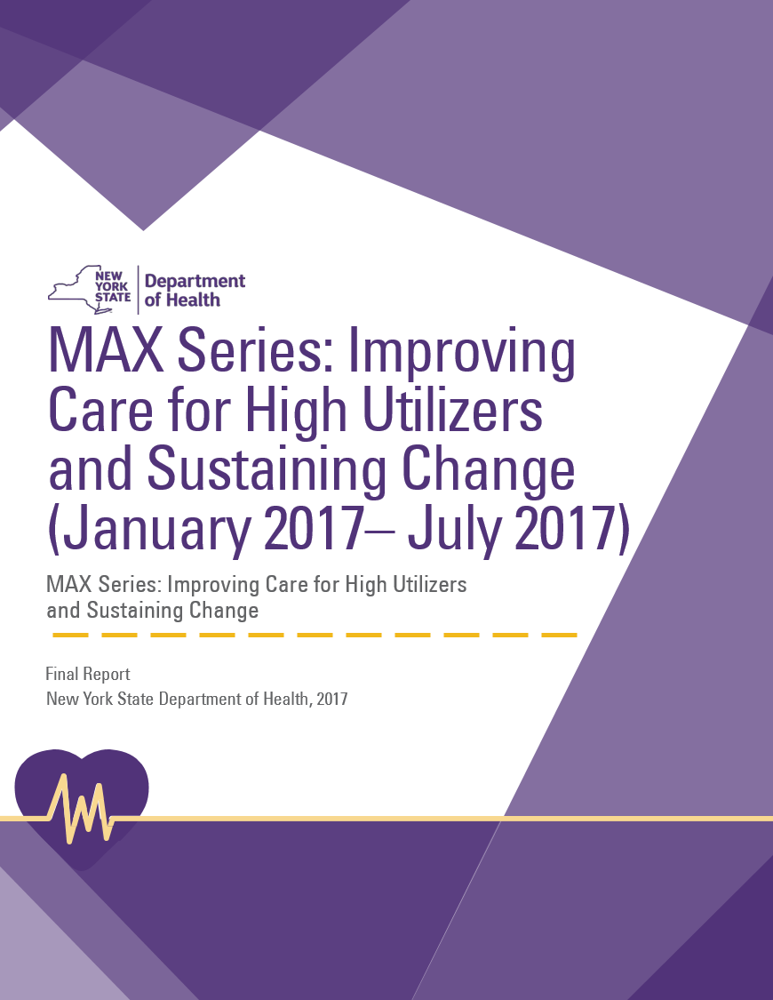 NEW
YORK
STATE
Department
of Health
MAX Series: Improving
Care for High Utilizers
and Sustaining Change
(January 2017– July 2017)
MAX Series: Improving Care for High Utilizers
and Sustaining Change
Final Report
New York State Department of Health, 2017